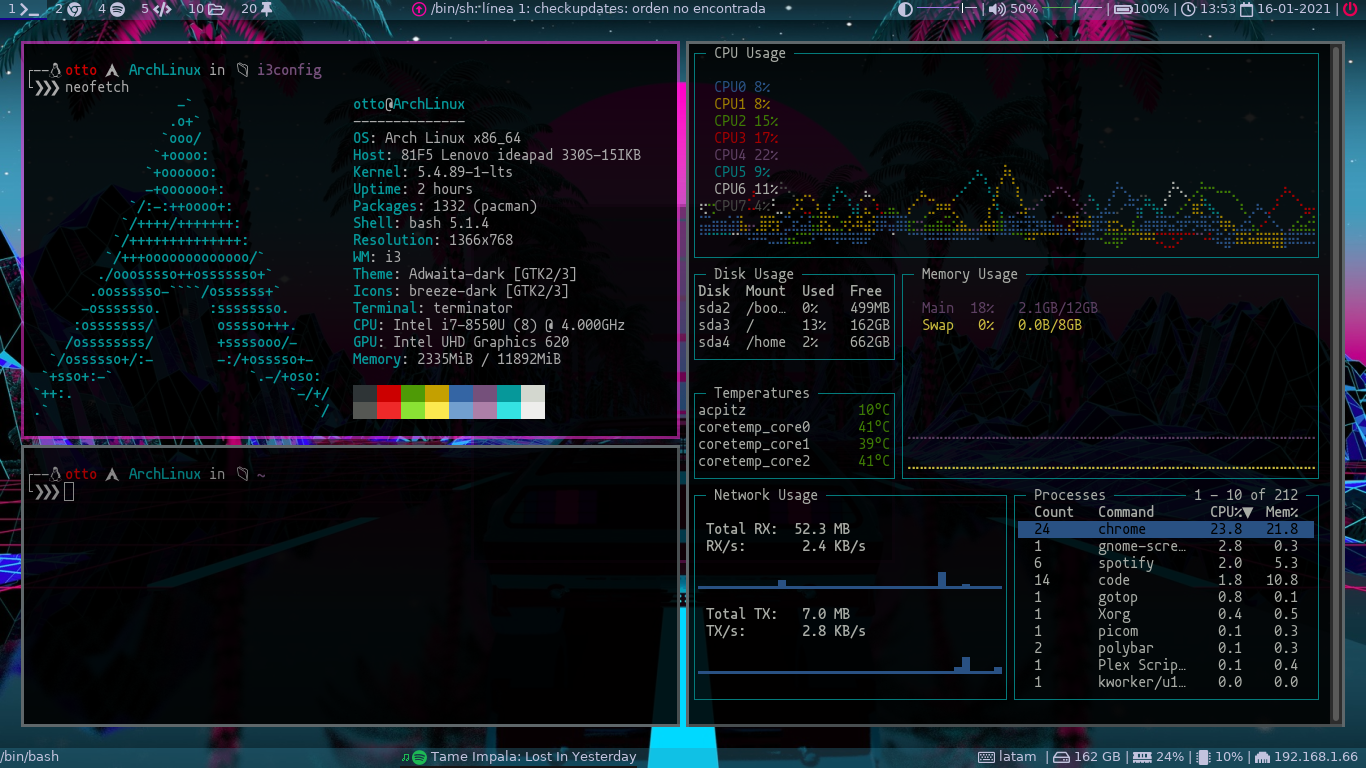 1 2 4 5 10 20 /bin/sh: línea 1: checkupdates: orden no encontrada 50% 100% | 13:53 16-01-2021 |
otto ArchLinux in i3config
❯❯❯ neofetch
otto@ArchLinux
--------------
OS: Arch Linux x86_64
Host: 81F5 Lenovo ideapad 330S-15IKB
Kernel: 5.4.89-1-lts
Uptime: 2 hours
Packages: 1332 (pacman)
Shell: bash 5.1.4
Resolution: 1366x768
WM: i3
Theme: Adwaita-dark [GTK2/3]
Icons: breeze-dark [GTK2/3]
Terminal: terminator
CPU: Intel i7-8550U (8) @ 4.000GHz
GPU: Intel UHD Graphics 620
Memory: 2335MiB / 11892MiB
otto ArchLinux in ~
❯❯❯
CPU Usage
CPU0 8%
CPU1 8%
CPU2 15%
CPU3 17%
CPU4 22%
CPU5 9%
CPU6 11%
CPU7 4%
Disk Usage
Disk Mount Used Free
sda2 /boo… 0% 499MB
sda3 / 13% 162GB
sda4 /home 2% 662GB
Memory Usage
Main 18% 2.1GB/12GB
Swap 0% 0.0B/8GB
Temperatures
acpitz 10°C
coretemp_core0 41°C
coretemp_core1 39°C
coretemp_core2 41°C
Network Usage
Total RX: 52.3 MB
RX/s: 2.4 KB/s
Total TX: 7.0 MB
TX/s: 2.8 KB/s
Processes 1 - 10 of 212
Count Command CPU%▼ Mem%
24 chrome 23.8 21.8
1 gnome-scre… 2.8 0.3
6 spotify 2.0 5.3
14 code 1.8 10.8
1 gotop 0.8 0.1
1 Xorg 0.4 0.5
1 picom 0.1 0.3
2 polybar 0.1 0.3
1 Plex Scrip… 0.1 0.4
1 kworker/u1… 0.0 0.0
/bin/bash Tame Impala: Lost In Yesterday latam | 162 GB | 24% | 10% | 192.168.1.66